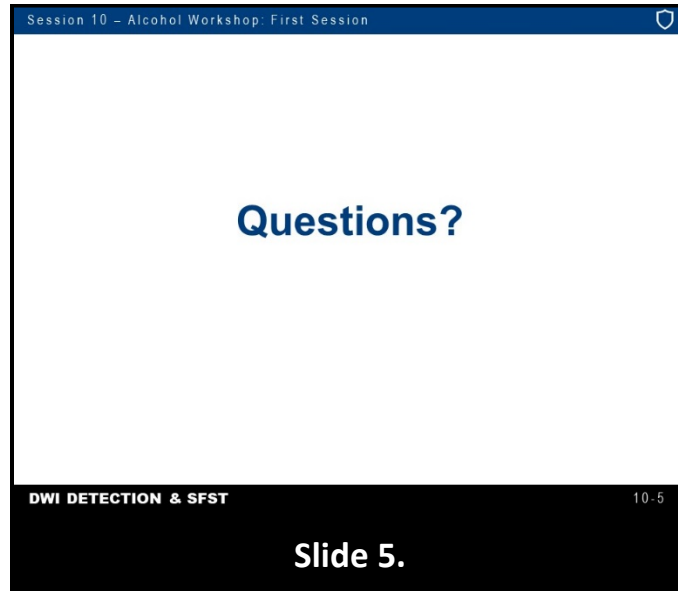 Session 10 – Alcohol Workshop: First Session
Questions?
DWI DETECTION & SFST
10-5
Slide 5.